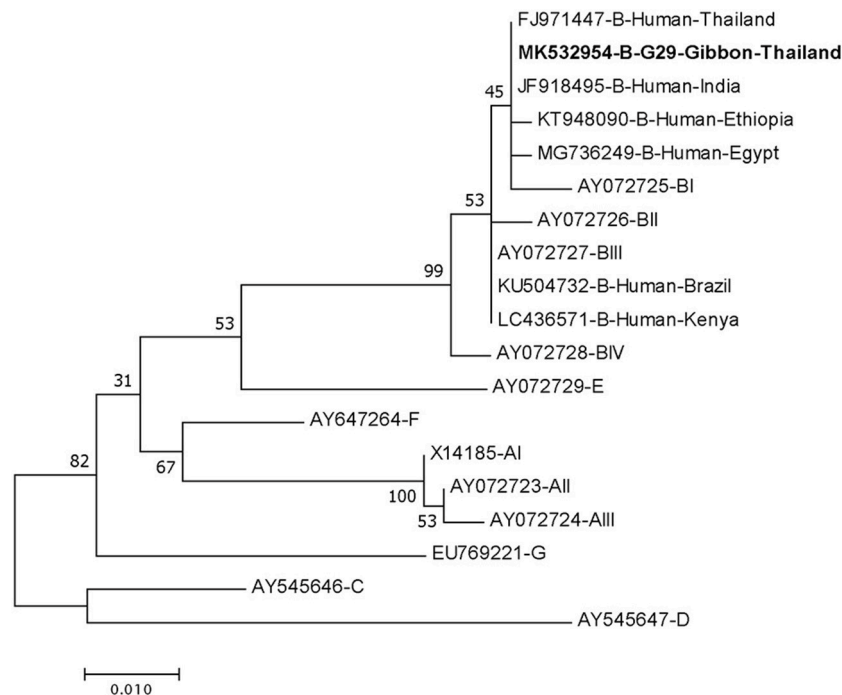 FJ971447-B-Human-Thailand
MK532954-B-G29-Gibbon-Thailand
45
JF918495-B-Human-India
KT948090-B-Human-Ethiopia
MG736249-B-Human-Egypt
AY072725-BI
53
AY072726-BII
AY072727-BIII
99
KU504732-B-Human-Brazil
LC436571-B-Human-Kenya
53
AY072728-BIV
31
AY072729-E
AY647264-F
82
67
X14185-AI
100
AY072723-AII
53
AY072724-AIII
EU769221-G
AY545646-C
AY545647-D
0.010